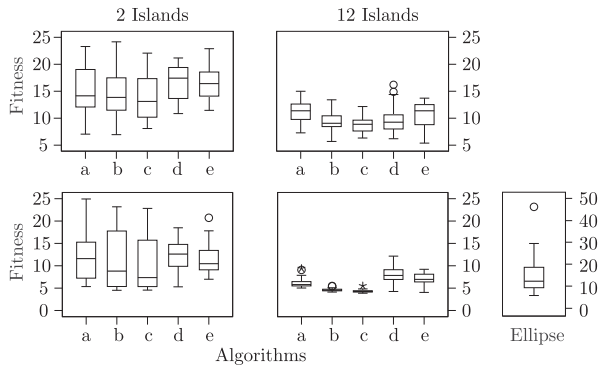 2 Islands 12 Islands
25 25
20 20
15 15
10 10
5 5
Fitness
a b c d e a b c d e
25 25 50
20 20 40
15 15 30
10 10 20
5 5 10
0 0 0
Fitness
a b c d e a b c d e Ellipse
Algorithms